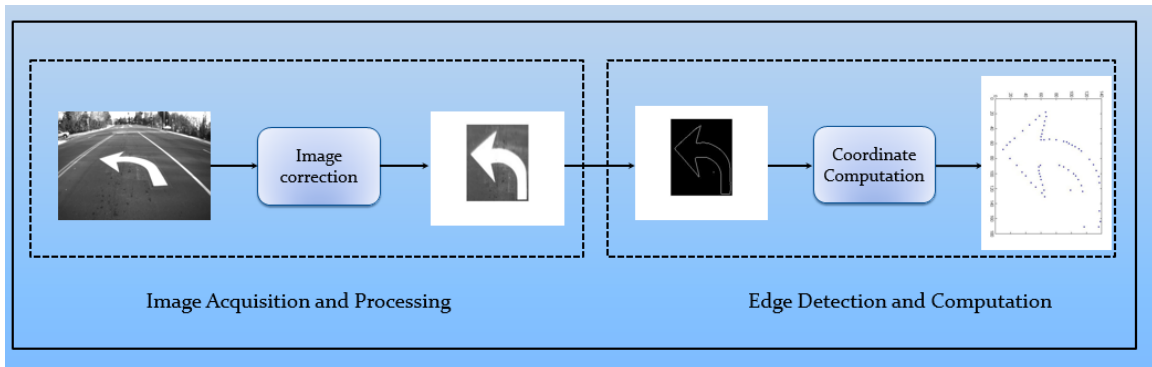 Image
correction
Coordinate
Computation
Image Acquisition and Processing
Edge Detection and Computation